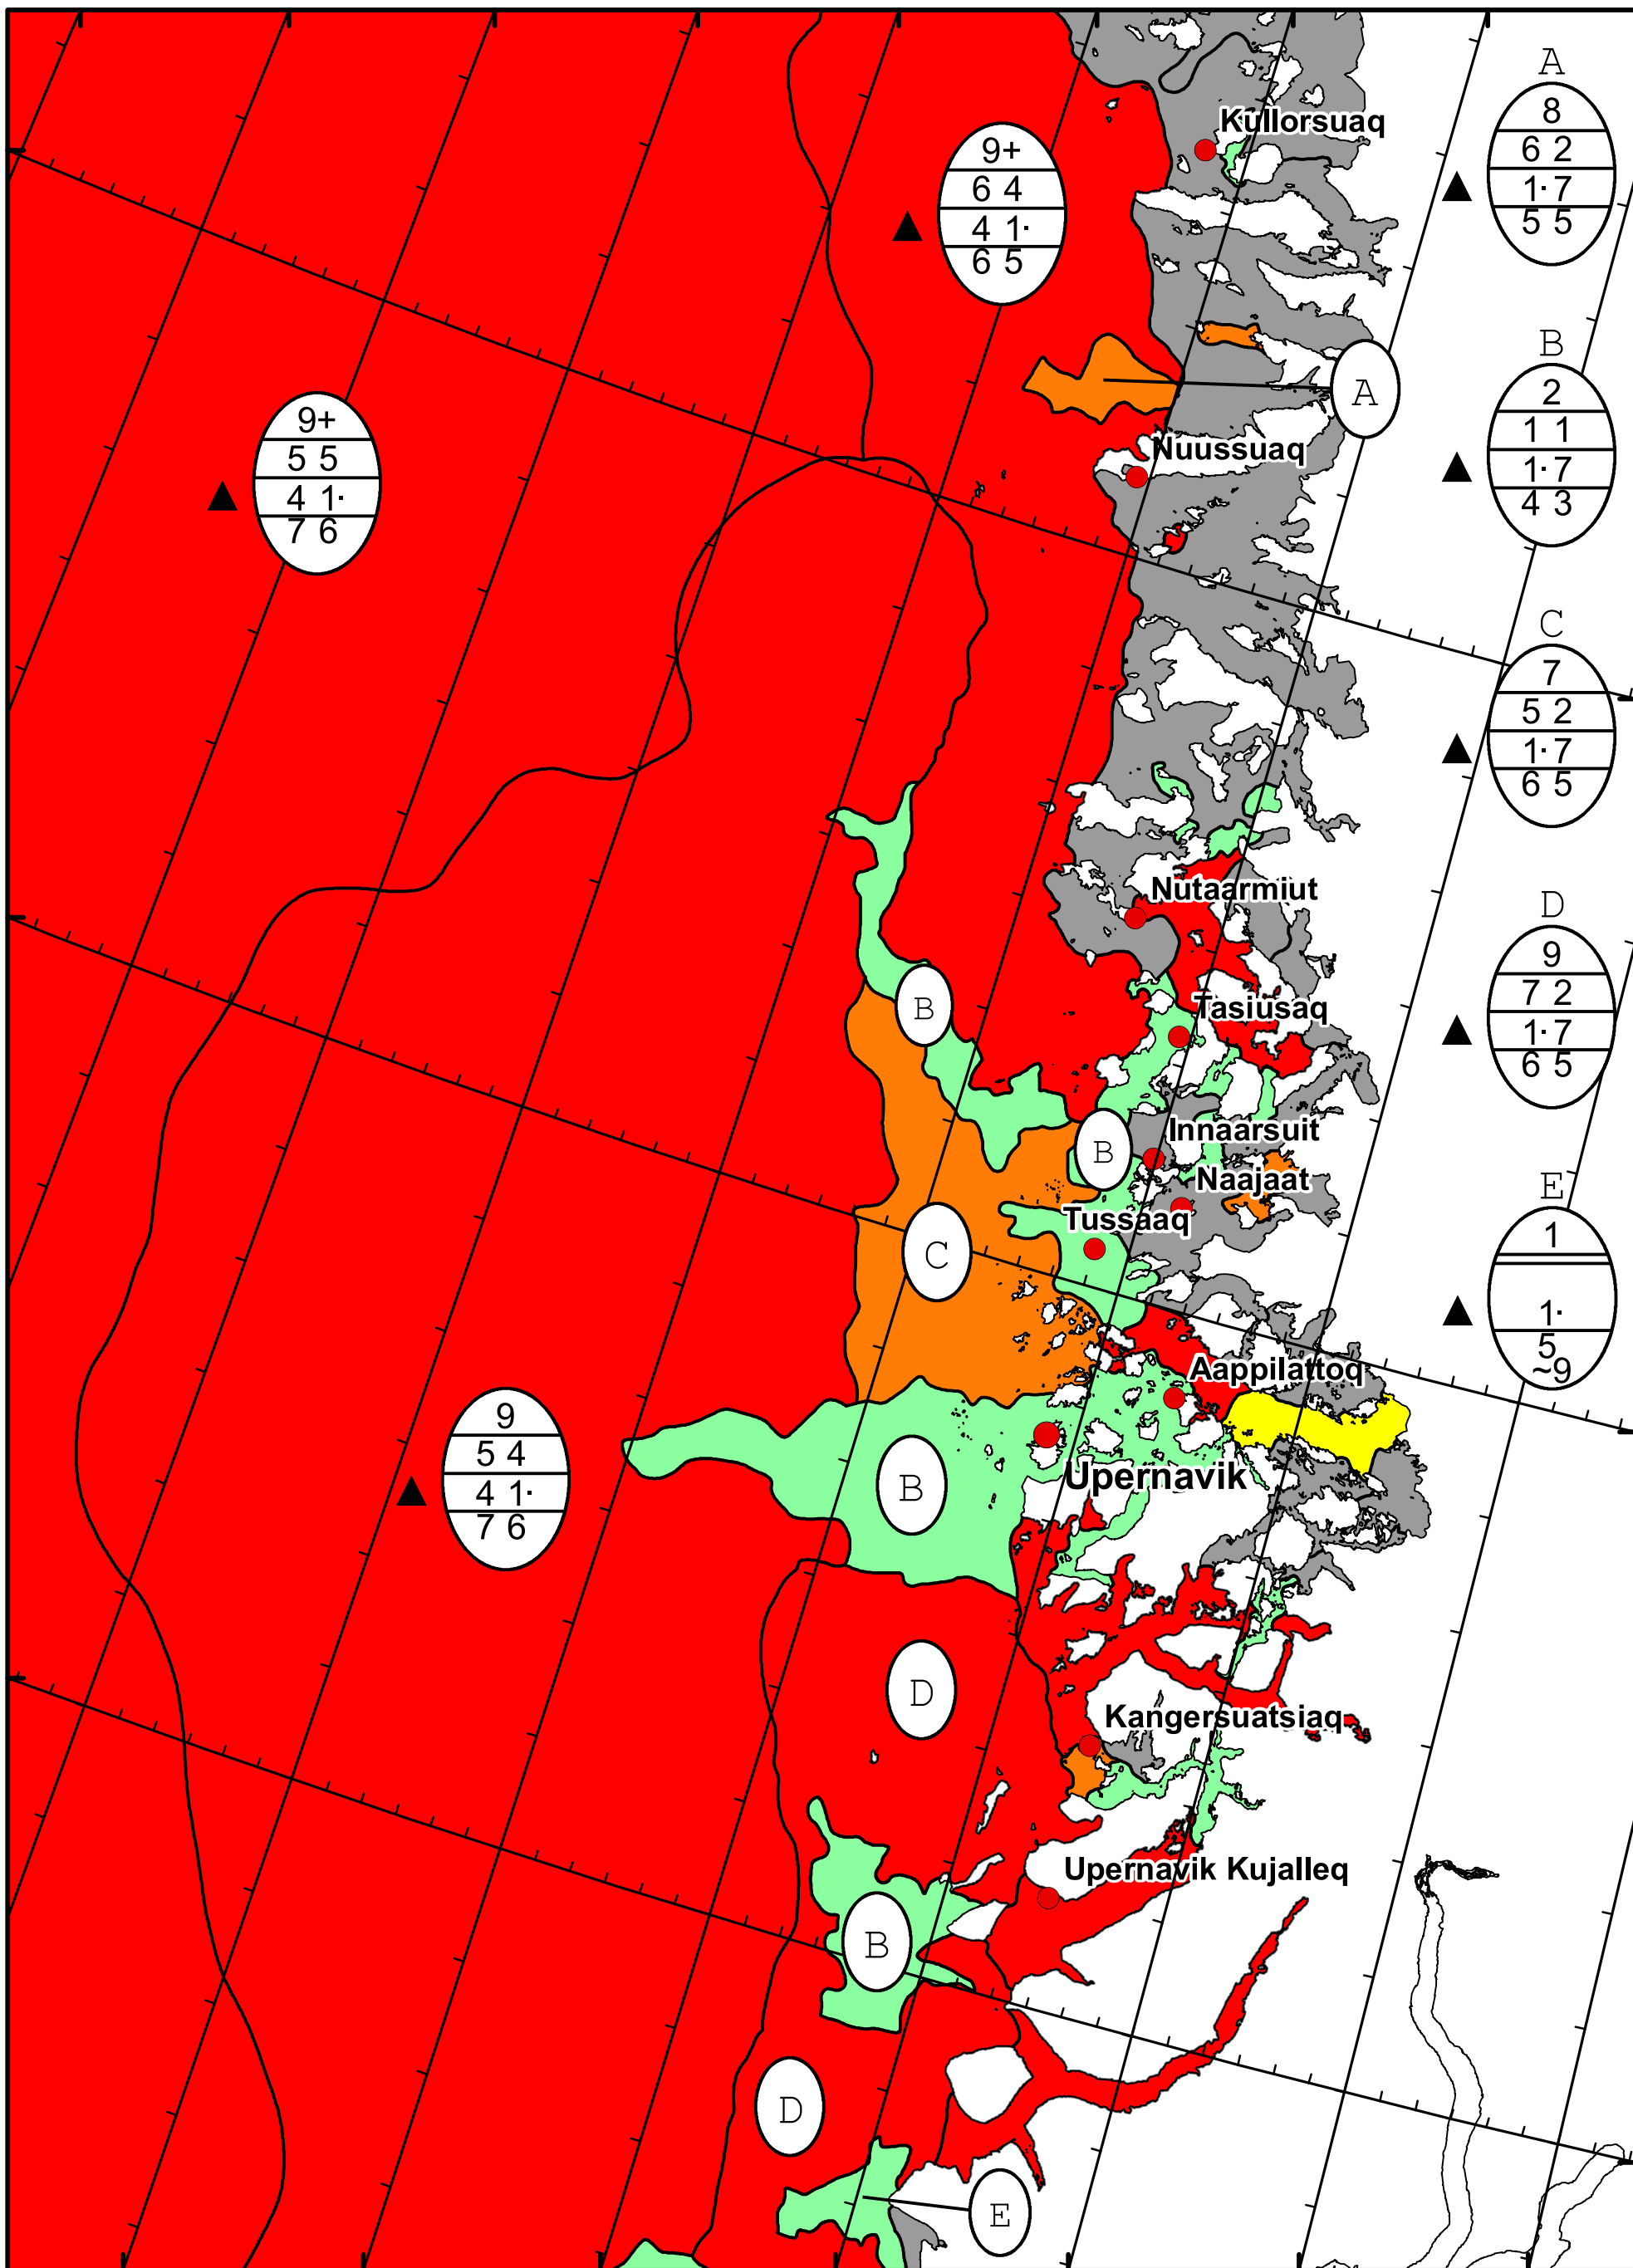 A
8
6 2
1· 7
5 5
Kullorsuaq
9+
6 4
4 1·
6 5
A
B
2
1 1
1· 7
4 3
9+
5 5
4 1·
7 6
Nuussuaq
C
7
5 2
1· 7
6 5
Nutaarmiut
D
9
7 2
1· 7
6 5
B
Tasiusaq
Innaarsuit
B
Naajaat
Tussaaq
C
E
1
1·
5
~9
Aappilattoq
9
5 4
4 1·
7 6
B
Upernavik
D
Kangersuatsiaq
Upernavik Kujalleq
B
D
E